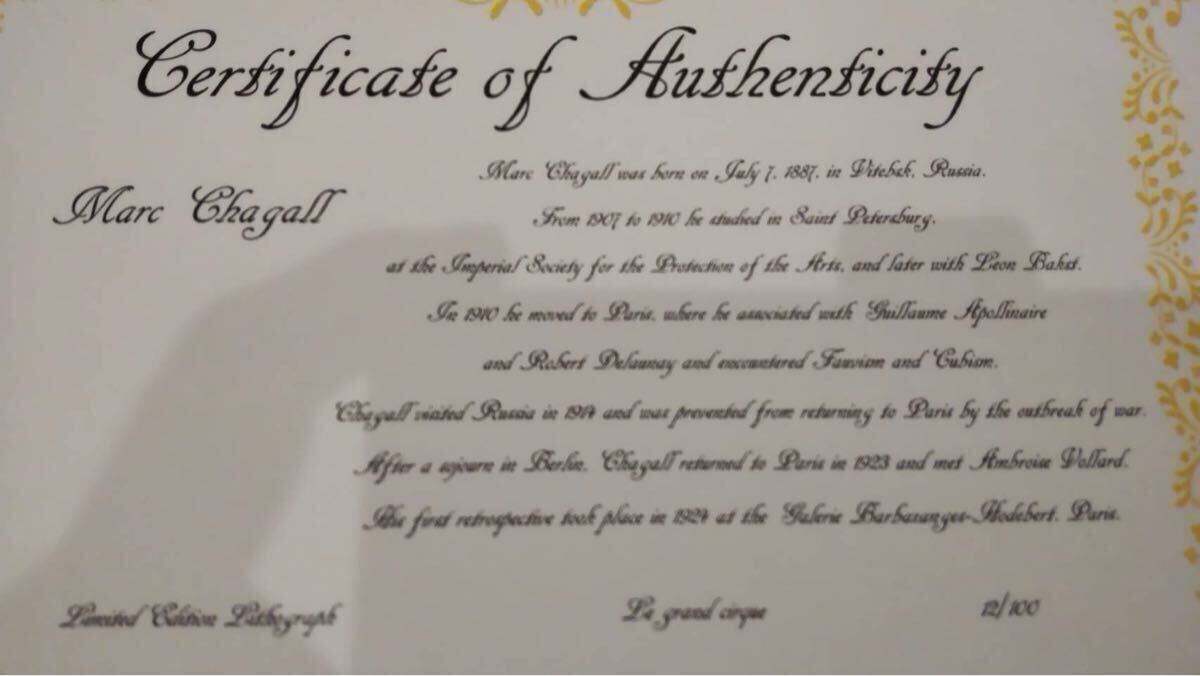 Certificate of Authenticity
Marc Chagall
Marc Chagall was born on July 7, 1887, in Vitebsk, Russia.
From 1907 to 1910 he studied in Saint Petersburg,
at the Imperial Society for the Protection of the Arts, and later with Léon Bakst.
In 1910 he moved to Paris, where he associated with Guillaume Apollinaire
and Robert Delaunay and encountered Fauvism and Cubism.
Chagall visited Russia in 1914 and was prevented from returning to Paris by the outbreak of war.
After a sojourn in Berlin, Chagall returned to Paris in 1923 and met Ambroise Vollard.
His first retrospective took place in 1924 at the Galerie Barbazanges-Hodebert, Paris.
Limited Edition Lithograph
Le grand cirque
12/100